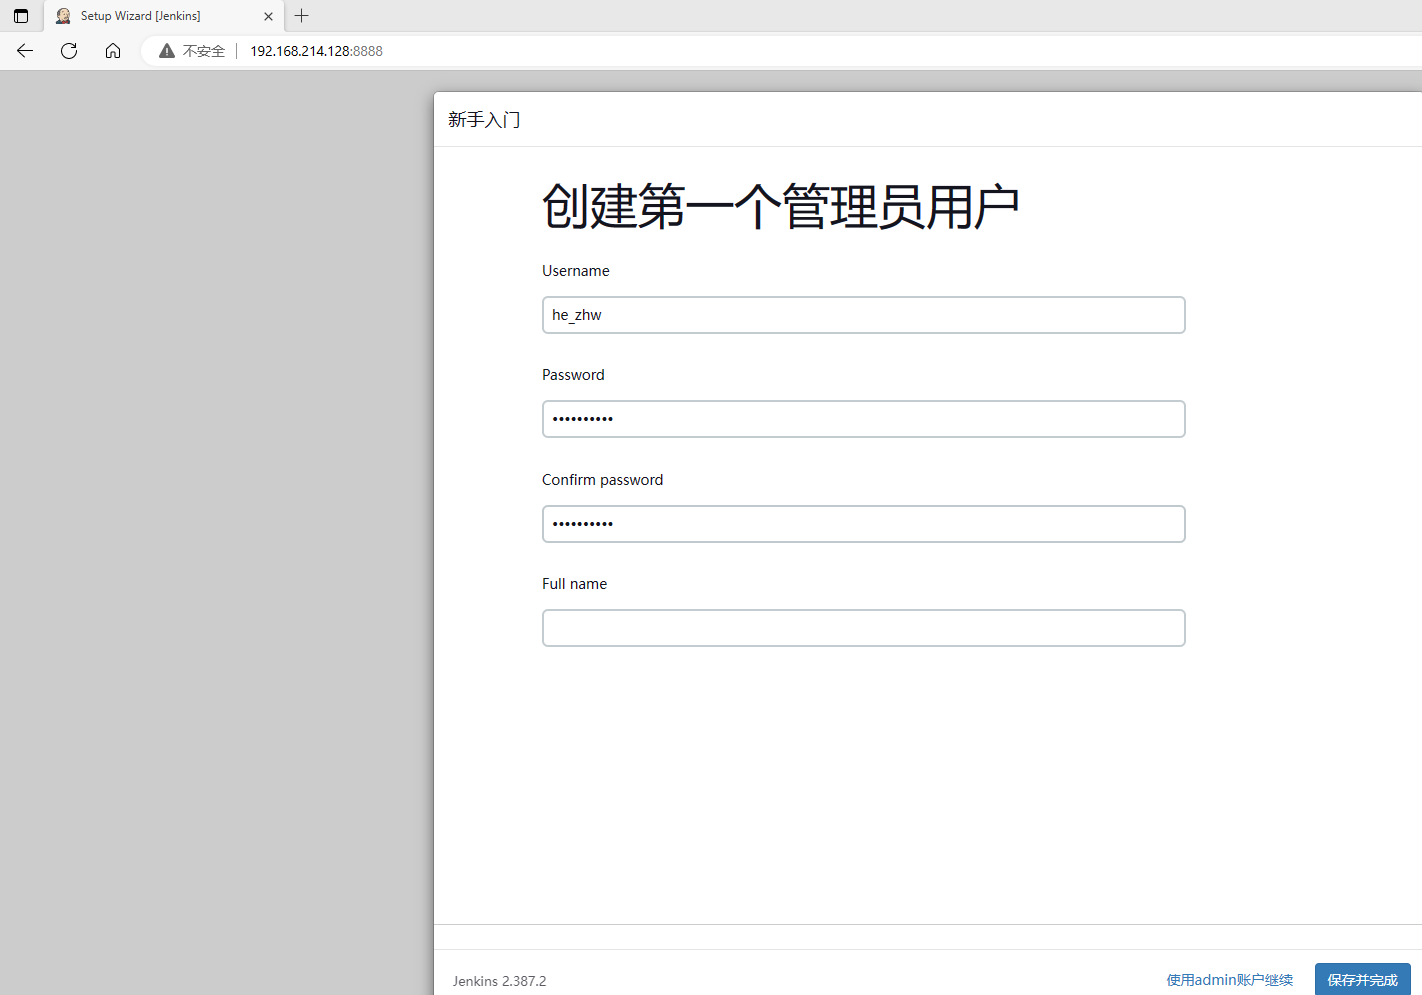 Setup Wizard [Jenkins]
不安全 192.168.214.128:8888
新手入门
创建第一个管理员用户
Username
he_zhw
Password
••••••••••
Confirm password
••••••••••
Full name
Jenkins 2.387.2
使用admin账户继续
保存并完成